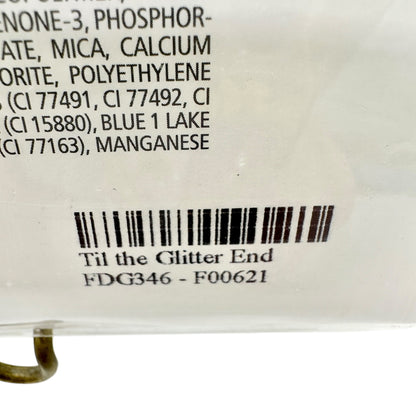 ENONE-3, PHOSPHOR-
ATE, MICA, CALCIUM
ORITE, POLYETHYLENE
(CI 77491, CI 77492, CI
(CI 15880), BLUE 1 LAKE
(CI 77163), MANGANESE
Til the Glitter End
FDG346 - F00621